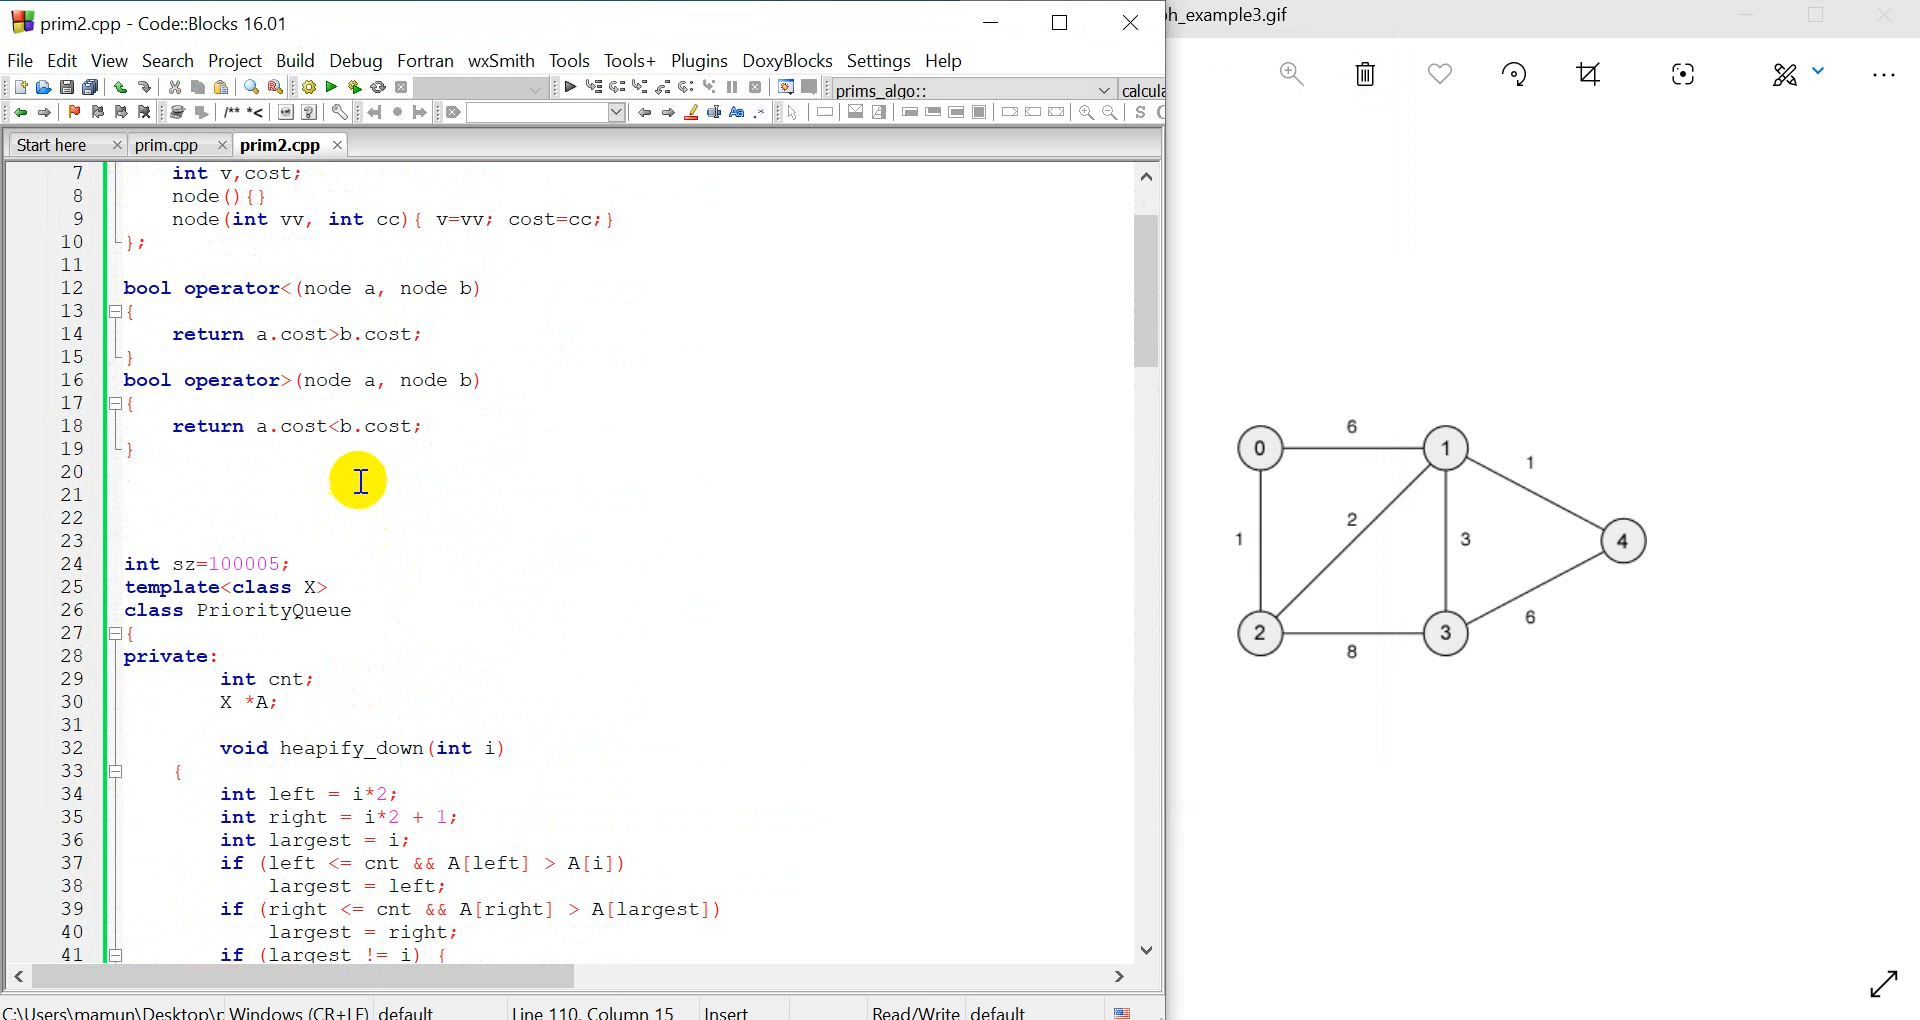 prim2.cpp - Code::Blocks 16.01
h_example3.gif
File Edit View Search Project Build Debug Fortran wxSmith Tools Tools+ Plugins DoxyBlocks Settings Help
prims_algo::
calcula
/** *<
Aa .*
S
Start here prim.cpp prim2.cpp
7 int v,cost;
8 node(){}
9 node(int vv, int cc){ v=vv; cost=cc;}
10 };
11
12 bool operator<(node a, node b)
13 {
14 return a.cost>b.cost;
15 }
16 bool operator>(node a, node b)
17 {
18 return a.cost<b.cost;
19 }
20
21
22
23
24 int sz=100005;
25 template<class X>
26 class PriorityQueue
27 {
28 private:
29 int cnt;
30 X *A;
31
32 void heapify_down(int i)
33 {
34 int left = i*2;
35 int right = i*2 + 1;
36 int largest = i;
37 if (left <= cnt && A[left] > A[i])
38 largest = left;
39 if (right <= cnt && A[right] > A[largest])
40 largest = right;
41 if (largest != i) {
C:\Users\mamun\Desktop\p Windows (CR+LF) default Line 110, Column 15 Insert Read/Write default
6
0 1
1
2
1 3
4
6
2 3
8